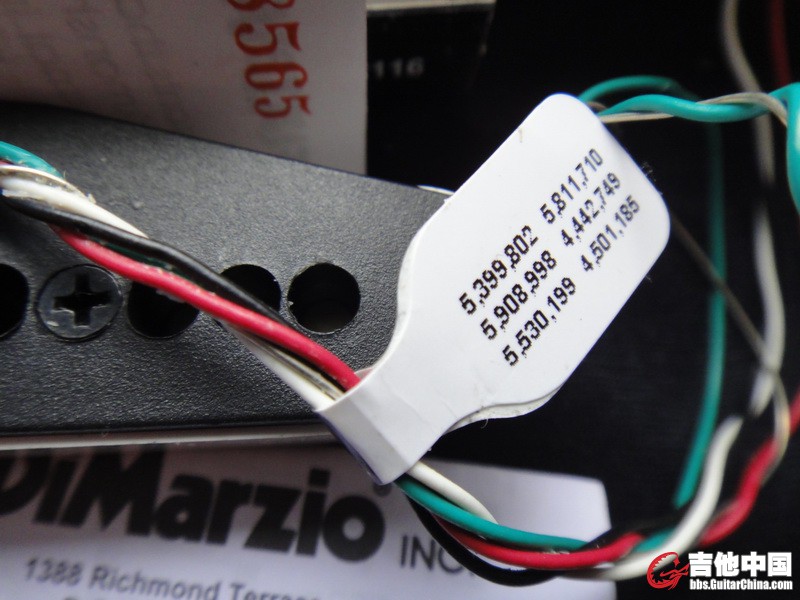 3565
116
5,399,802 5,811,710
5,908,998 4,442,749
5,530,199 4,501,185
DiMarzio® INC.
1388 Richmond Terrac
吉他中国
bbs.GuitarChina.com